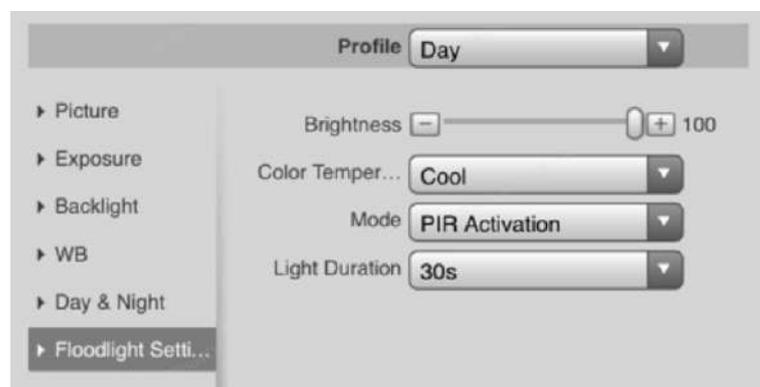 Profile Day
Picture
Brightness 100
Exposure
Color Temper... Cool
Backlight
Mode PIR Activation
WB
Light Duration 30s
Day & Night
Floodlight Setti...